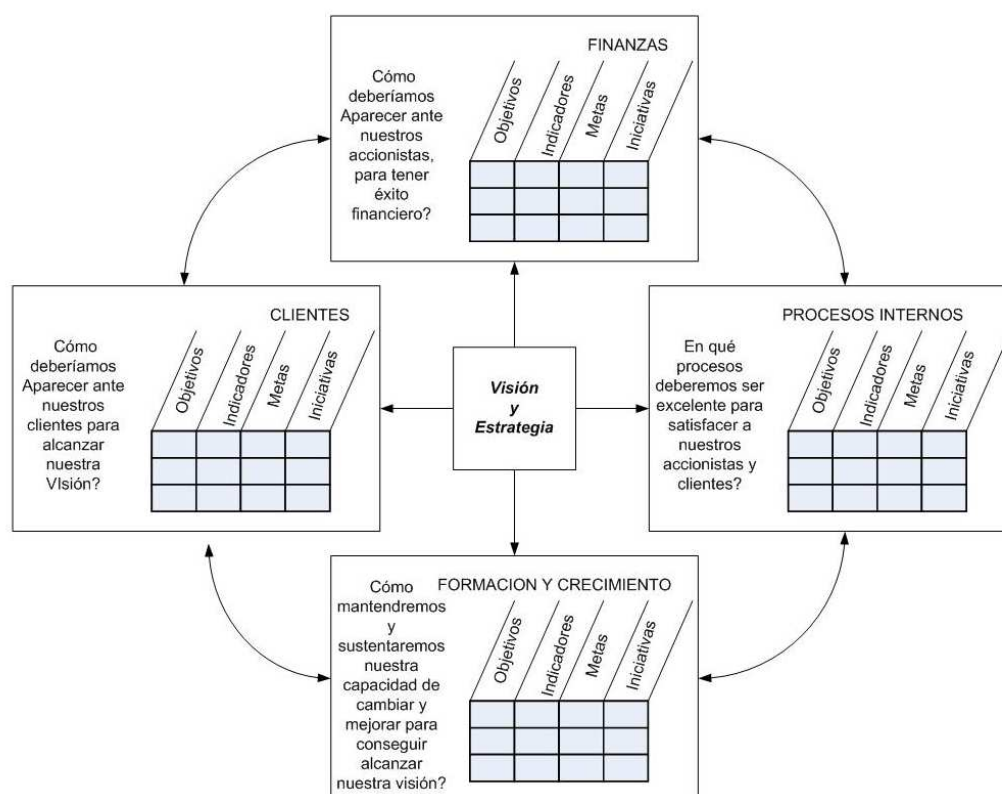 FINANZAS
Cómo
deberíamos
Aparecer ante
nuestros
accionistas,
para tener
éxito
financiero?
Objetivos
Indicadores
Metas
Iniciativas
CLIENTES
Cómo
deberíamos
Aparecer ante
nuestros
clientes para
alcanzar
nuestra
VIsión?
Objetivos
Indicadores
Metas
Iniciativas
Visión
y
Estrategia
PROCESOS INTERNOS
En qué
procesos
deberemos ser
excelente para
satisfacer a
nuestros
accionistas y
clientes?
Objetivos
Indicadores
Metas
Iniciativas
FORMACION Y CRECIMIENTO
Cómo
mantendremos
y
sustentaremos
nuestra
capacidad de
cambiar y
mejorar para
conseguir
alcanzar
nuestra visión?
Objetivos
Indicadores
Metas
Iniciativas